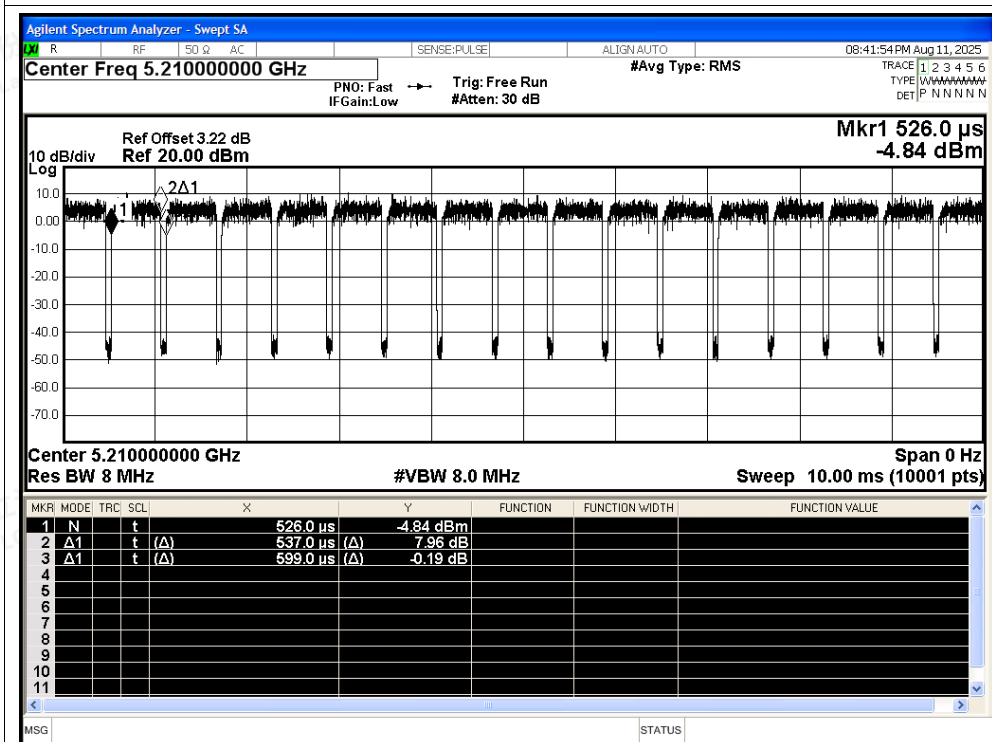 Agilent Spectrum Analyzer - Swept SA
LXI R RF 50 Ω AC SENSE:PULSE ALIGN AUTO 08:41:54 PM Aug 11, 2025
Center Freq 5.210000000 GHz #Avg Type: RMS TRACE 1 2 3 4 5 6
PNO: Fast Trig: Free Run TYPE WWWWWW
IFGain:Low #Atten: 30 dB DET P N N N N N
Mkr1 526.0 µs
Ref Offset 3.22 dB
10 dB/div Ref 20.00 dBm -4.84 dBm
Log
10.0
2Δ1
1
0.00
-10.0
-20.0
-30.0
-40.0
-50.0
-60.0
-70.0
Center 5.210000000 GHz Span 0 Hz
Res BW 8 MHz #VBW 8.0 MHz Sweep 10.00 ms (10001 pts)
MKR MODE TRC SCL X Y FUNCTION FUNCTION WIDTH FUNCTION VALUE
1 N t 526.0 µs -4.84 dBm
2 Δ1 t (Δ) 537.0 µs (Δ) 7.96 dB
3 Δ1 t (Δ) 599.0 µs (Δ) -0.19 dB
4
5
6
7
8
9
10
11
MSG STATUS